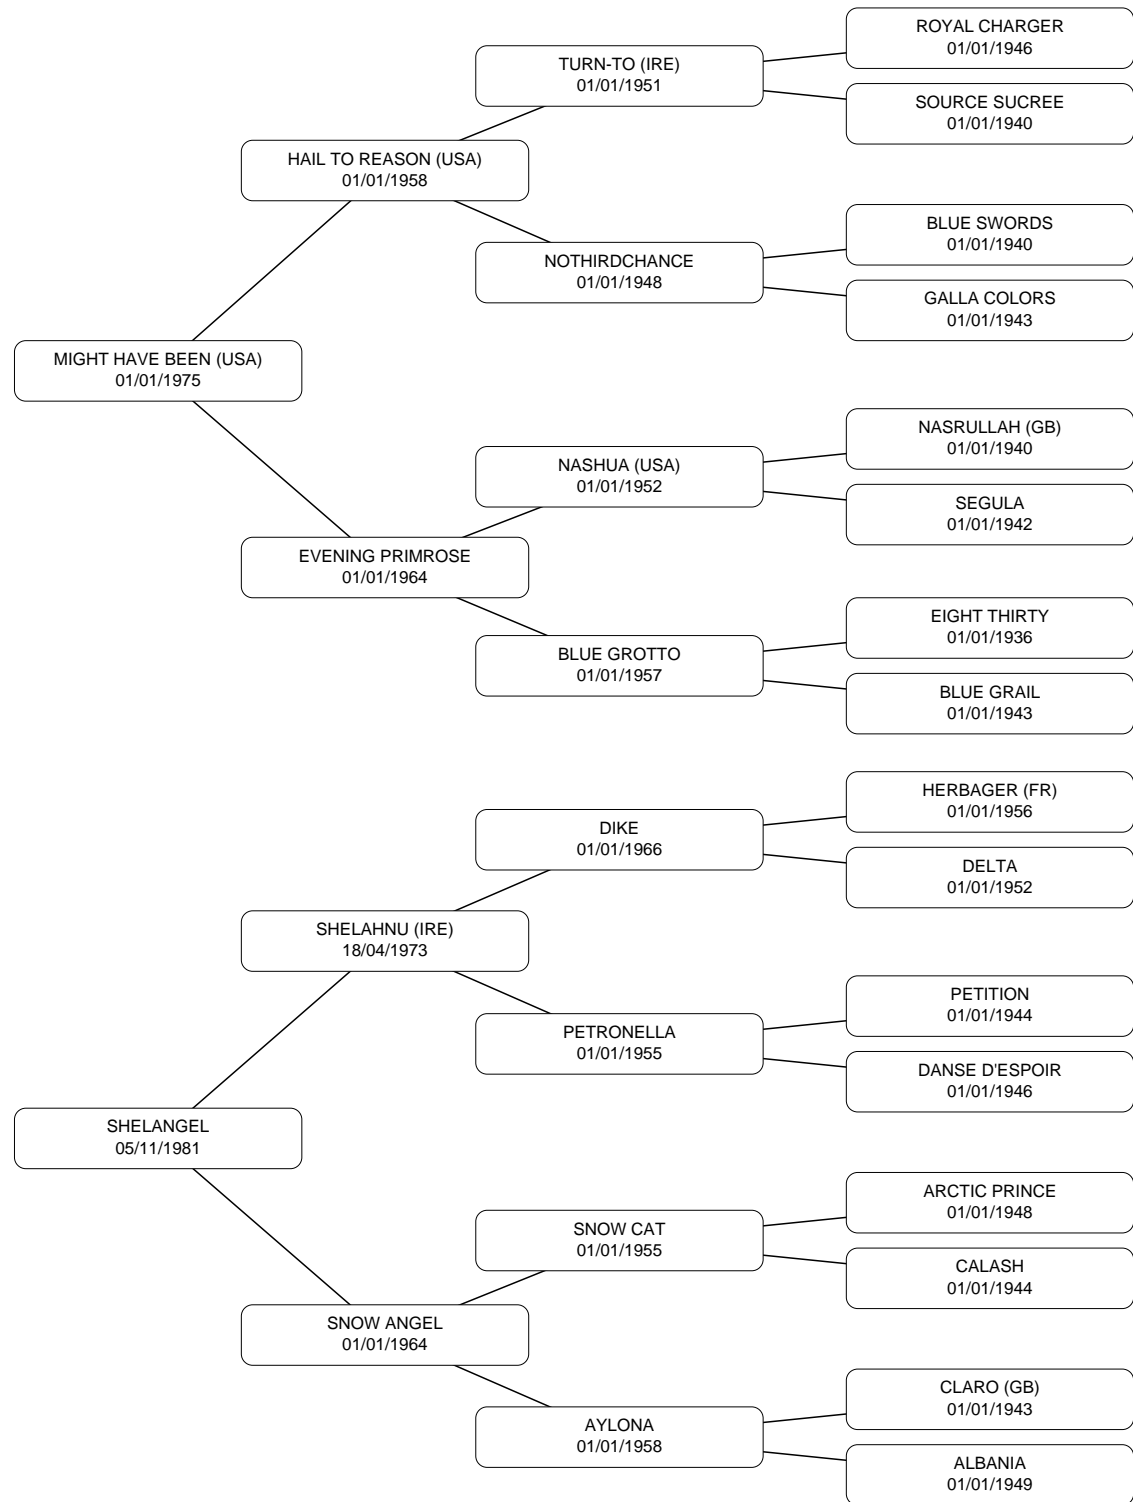 ROYAL CHARGER
01/01/1946
TURN-TO (IRE)
01/01/1951
SOURCE SUCREE
01/01/1940
HAIL TO REASON (USA)
01/01/1958
BLUE SWORDS
01/01/1940
NOTHIRDCHANCE
01/01/1948
GALLA COLORS
01/01/1943
MIGHT HAVE BEEN (USA)
01/01/1975
NASRULLAH (GB)
01/01/1940
NASHUA (USA)
01/01/1952
SEGULA
01/01/1942
EVENING PRIMROSE
01/01/1964
EIGHT THIRTY
01/01/1936
BLUE GROTTO
01/01/1957
BLUE GRAIL
01/01/1943
HERBAGER (FR)
01/01/1956
DIKE
01/01/1966
DELTA
01/01/1952
SHELAHNU (IRE)
18/04/1973
PETITION
01/01/1944
PETRONELLA
01/01/1955
DANSE D'ESPOIR
01/01/1946
SHELANGEL
05/11/1981
ARCTIC PRINCE
01/01/1948
SNOW CAT
01/01/1955
CALASH
01/01/1944
SNOW ANGEL
01/01/1964
CLARO (GB)
01/01/1943
AYLONA
01/01/1958
ALBANIA
01/01/1949